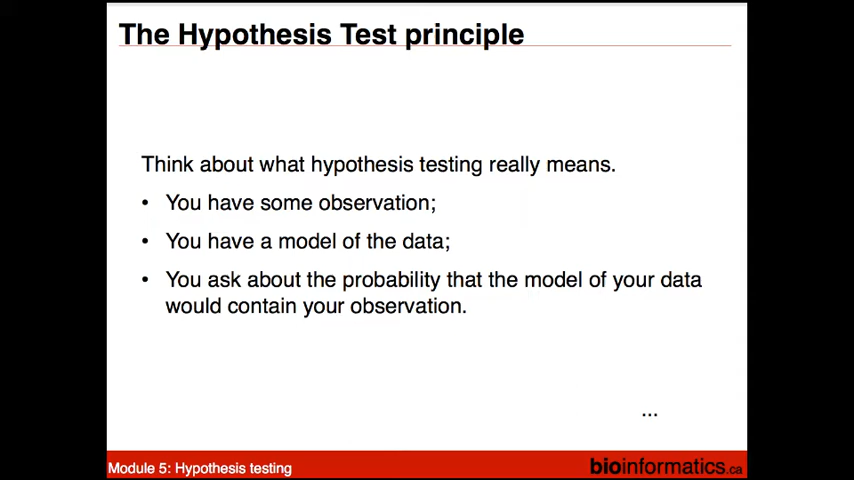 The Hypothesis Test principle
Think about what hypothesis testing really means.
• You have some observation;
• You have a model of the data;
• You ask about the probability that the model of your data
would contain your observation.
...
Module 5: Hypothesis testing
bioinformatics.ca